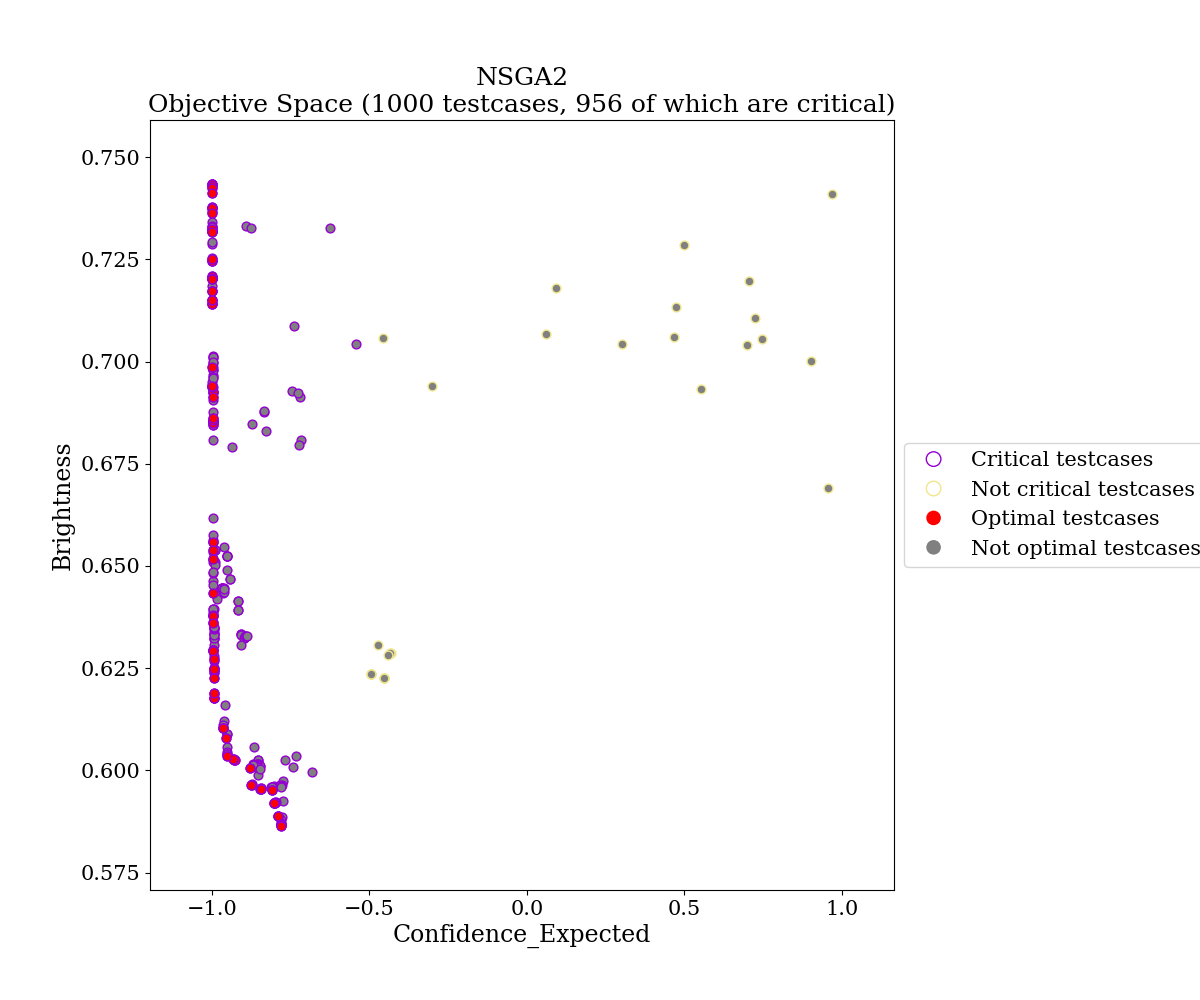 NSGA2
Objective Space (1000 testcases, 956 of which are critical)
0.750
0.725
0.700
0.675
0.650
0.625
0.600
0.575
Brightness
−1.0
−0.5
0.0
0.5
1.0
Confidence_Expected
Critical testcases
Not critical testcases
Optimal testcases
Not optimal testcases